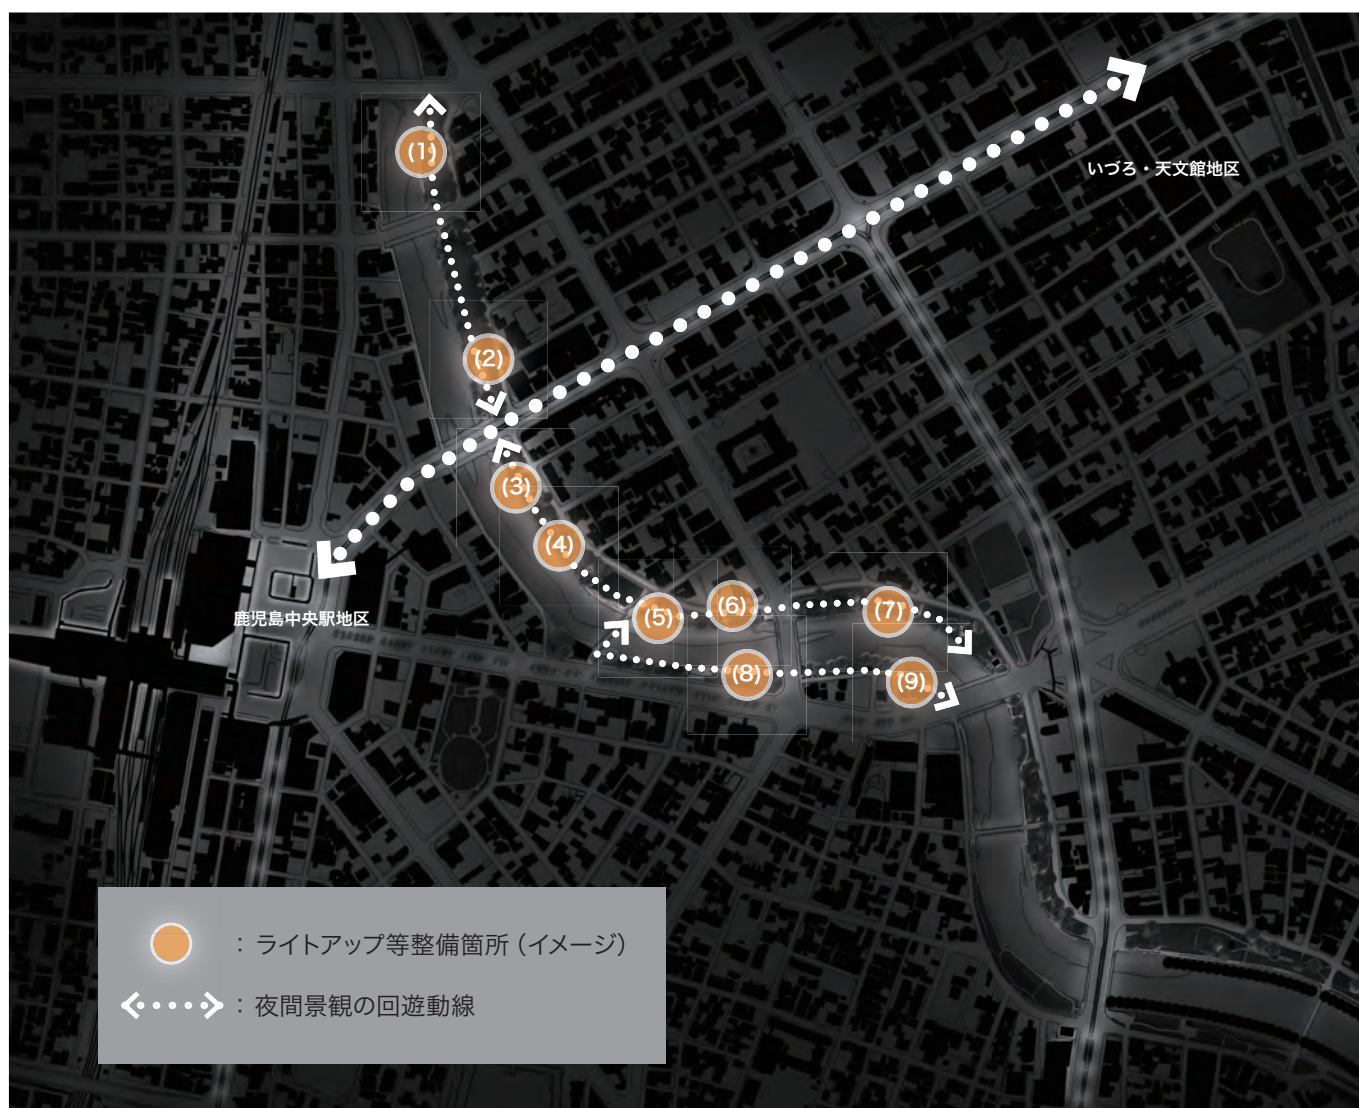 (1)
いづろ・天文館地区
(2)
(3)
(4)
(5)
(6)
(7)
鹿児島中央駅地区
(8)
(9)
：ライトアップ等整備箇所（イメージ）
：夜間景観の回遊動線